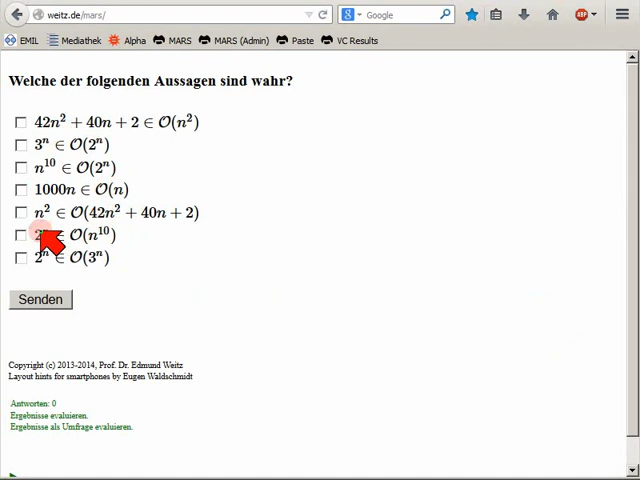 weitz.de/mars/
Google
ABP
EMIL Mediathek Alpha MARS MARS (Admin) Paste VC Results
Welche der folgenden Aussagen sind wahr?
42n² + 40n + 2 ∈ 𝒪(n²)
3ⁿ ∈ 𝒪(2ⁿ)
n¹⁰ ∈ 𝒪(2ⁿ)
1000n ∈ 𝒪(n)
n² ∈ 𝒪(42n² + 40n + 2)
∈ 𝒪(n¹⁰)
2ⁿ ∈ 𝒪(3ⁿ)
Senden
Copyright (c) 2013-2014, Prof. Dr. Edmund Weitz
Layout hints for smartphones by Eugen Waldschmidt
Antworten: 0
Ergebnisse evaluieren.
Ergebnisse als Umfrage evaluieren.